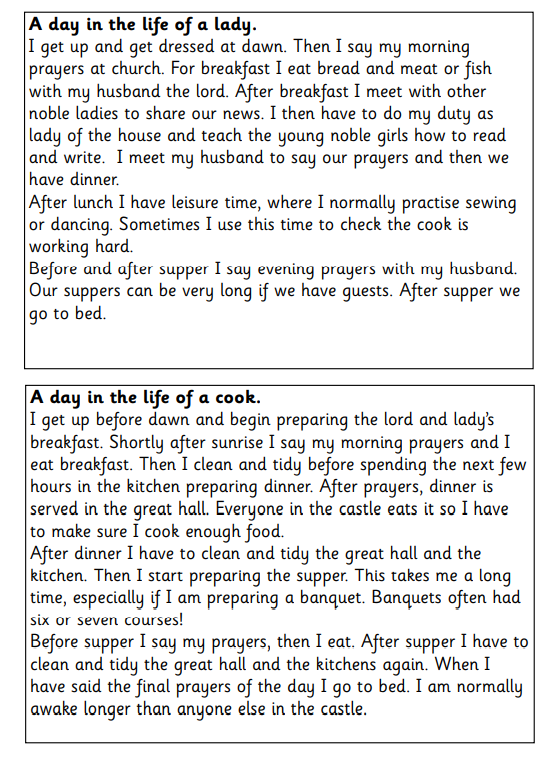 A day in the life of a lady.
I get up and get dressed at dawn. Then I say my morning
prayers at church. For breakfast I eat bread and meat or fish
with my husband the lord. After breakfast I meet with other
noble ladies to share our news. I then have to do my duty as
lady of the house and teach the young noble girls how to read
and write.  I meet my husband to say our prayers and then we
have dinner.
After lunch I have leisure time, where I normally practise sewing
or dancing. Sometimes I use this time to check the cook is
working hard.
Before and after supper I say evening prayers with my husband.
Our suppers can be very long if we have guests. After supper we
go to bed.
A day in the life of a cook.
I get up before dawn and begin preparing the lord and lady's
breakfast. Shortly after sunrise I say my morning prayers and I
eat breakfast. Then I clean and tidy before spending the next few
hours in the kitchen preparing dinner. After prayers, dinner is
served in the great hall. Everyone in the castle eats it so I have
to make sure I cook enough food.
After dinner I have to clean and tidy the great hall and the
kitchen. Then I start preparing the supper. This takes me a long
time, especially if I am preparing a banquet. Banquets often had
six or seven courses!
Before supper I say my prayers, then I eat. After supper I have to
clean and tidy the great hall and the kitchens again. When I
have said the final prayers of the day I go to bed. I am normally
awake longer than anyone else in the castle.